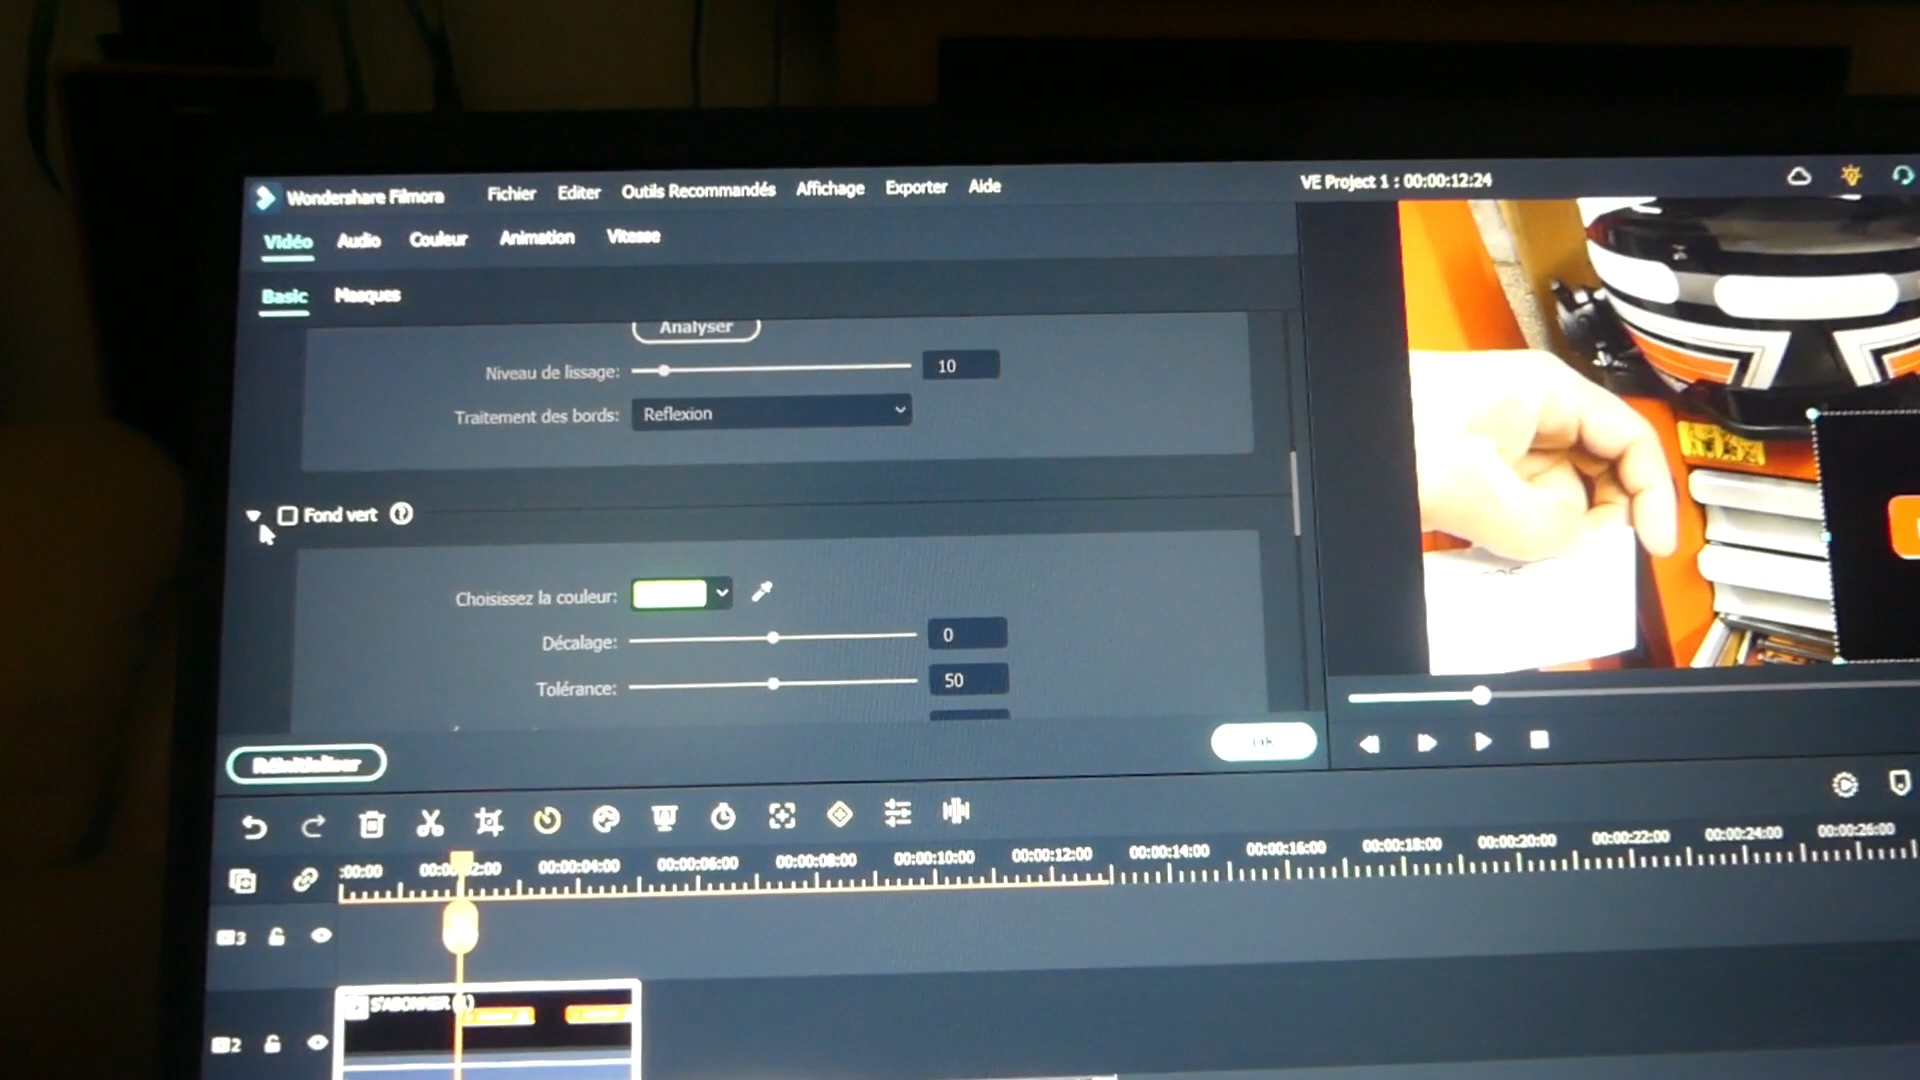 Wondershare Filmora Fichier Editer Outils Recommandés Affichage Exporter Aide VE Project 1 : 00:00:12:24
Vidéo Audio Couleur Animation Vitesse
Basic Masques
Analyser
Niveau de lissage: 10
Traitement des bords: Reflexion
Fond vert ?
Choisissez la couleur:
Décalage: 0
Tolérance: 50
Réinitialiser OK
:00:00 00:00:02:00 00:00:04:00 00:00:06:00 00:00:08:00 00:00:10:00 00:00:12:00 00:00:14:00 00:00:16:00 00:00:18:00 00:00:20:00 00:00:22:00 00:00:24:00 00:00:26:00
3
S'ABONNER
2